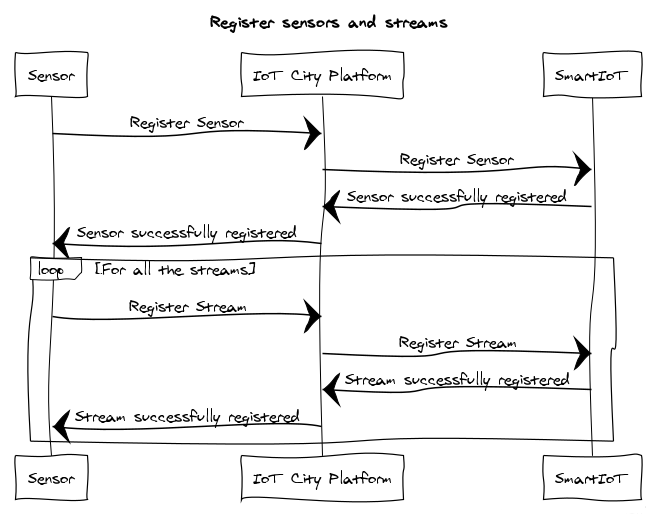 Register sensors and streams
Sensor
IoT City Platform
SmartIoT
Register Sensor
Register Sensor
Sensor successfully registered
Sensor successfully registered
loop
[For all the streams]
Register Stream
Register Stream
Stream successfully registered
Stream successfully registered
Sensor
IoT City Platform
SmartIoT